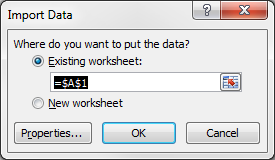 Import Data
Where do you want to put the data?
Existing worksheet:
=$A$1
New worksheet
Properties... OK Cancel